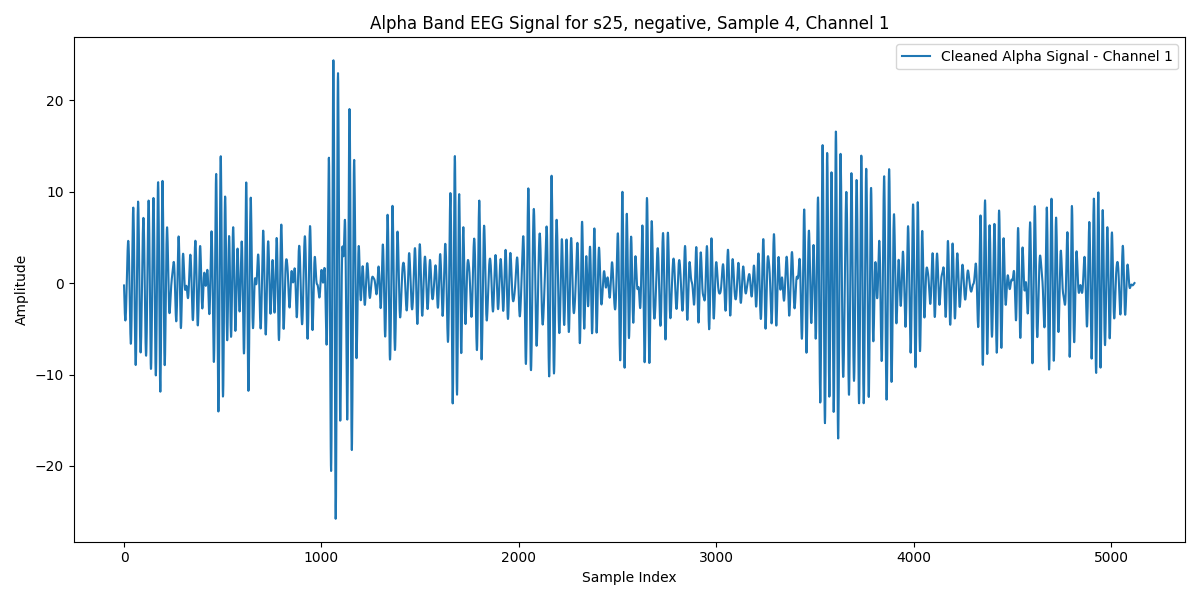 Alpha Band EEG Signal for s25, negative, Sample 4, Channel 1
Cleaned Alpha Signal - Channel 1
Amplitude
20
10
0
−10
−20
0 1000 2000 3000 4000 5000
Sample Index